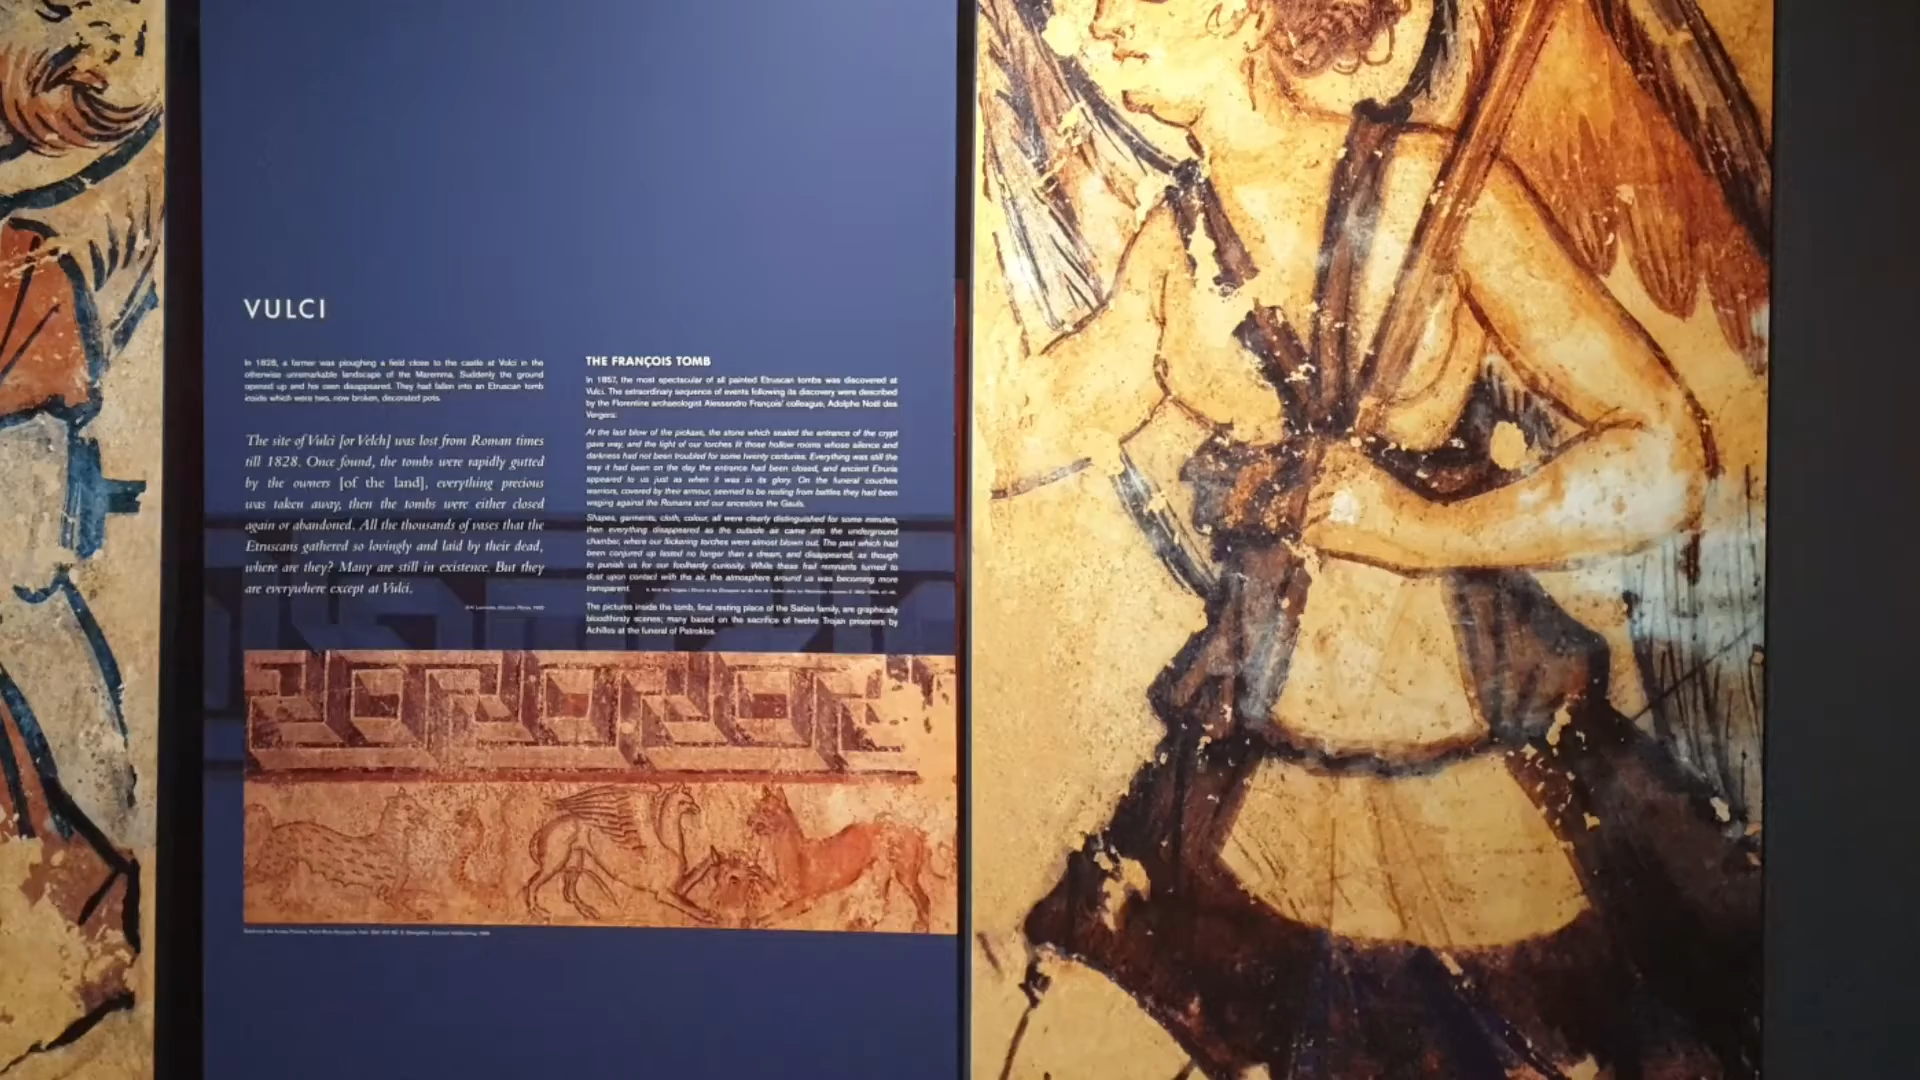 VULCI
In 1828, a farmer was ploughing a field close to the castle at Vulci in the
otherwise unremarkable landscape of the Maremma. Suddenly the ground
opened up and his oxen disappeared. They had fallen into an Etruscan tomb
inside which were two, now broken, decorated pots.
The site of Vulci [or Velch] was lost from Roman times
till 1828. Once found, the tombs were rapidly gutted
by the owners [of the land], everything precious
was taken away, then the tombs were either closed
again or abandoned. All the thousands of vases that the
Etruscans gathered so lovingly and laid by their dead,
where are they? Many are still in existence. But they
are everywhere except at Vulci.
THE FRANÇOIS TOMB
In 1857, the most spectacular of all painted Etruscan tombs was discovered at
Vulci. The extraordinary sequence of events following its discovery were described
by the Florentine archaeologist Alessandro François' colleague, Adolphe Noël des
Vergers:
At the last blow of the pickaxe, the stone which sealed the entrance of the crypt
gave way, and the light of our torches lit those hollow rooms whose silence and
darkness had not been troubled for some twenty centuries. Everything was still the
way it had been on the day the entrance had been closed, and ancient Etruria
appeared to us just as when it was in its glory. On the funeral couches
warriors, covered by their armour, seemed to be resting from battles they had been
waging against the Romans and our ancestors the Gauls.
Shapes, garments, cloth, colour, all were clearly distinguished for some minutes,
then everything disappeared as the outside air came into the underground
chamber, where our flickering torches were almost blown out. The past which had
been conjured up lasted no longer than a dream, and disappeared, as though
to punish us for our foolhardy curiosity. While these frail remnants turned to
dust upon contact with the air, the atmosphere around us was becoming more
transparent
The pictures inside the tomb, final resting place of the Saties family, are graphically
bloodthirsty scenes; many based on the sacrifice of twelve Trojan prisoners by
Achilles at the funeral of Patroklos.